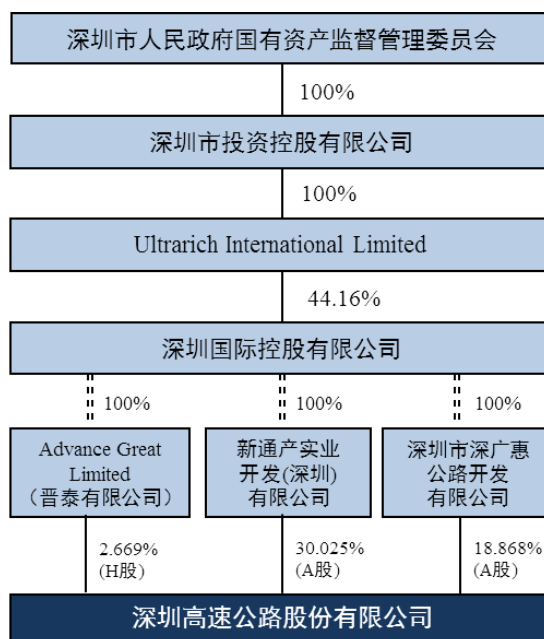 深圳市人民政府国有资产监督管理委员会
100%
深圳市投资控股有限公司
100%
Ultrarich International Limited
44.16%
深圳国际控股有限公司
100%
100%
100%
Advance Great
Limited
（晋泰有限公司）
新通产实业
开发(深圳)
有限公司
深圳市深广惠
公路开发
有限公司
2.669%
(H股)
30.025%
(A股)
18.868%
(A股)
深圳高速公路股份有限公司